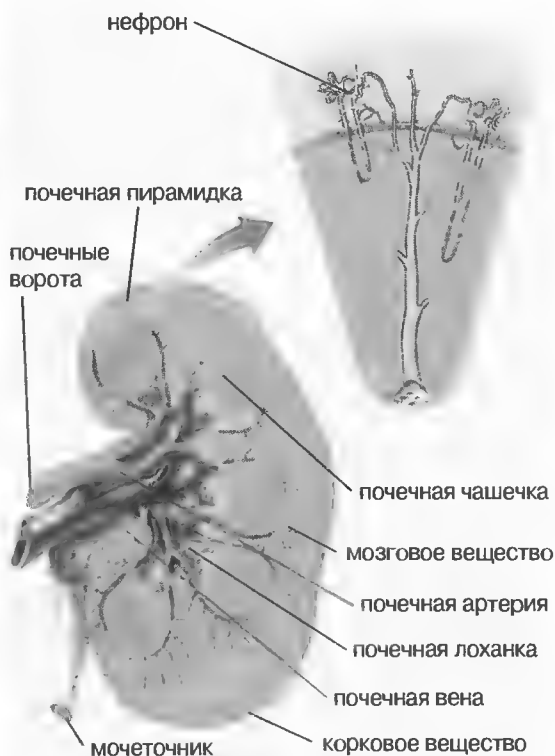 нефрон
почечная пирамидка
почечные
ворота
почечная чашечка
мозговое вещество
почечная артерия
почечная лоханка
почечная вена
корковое вещество
мочеточник